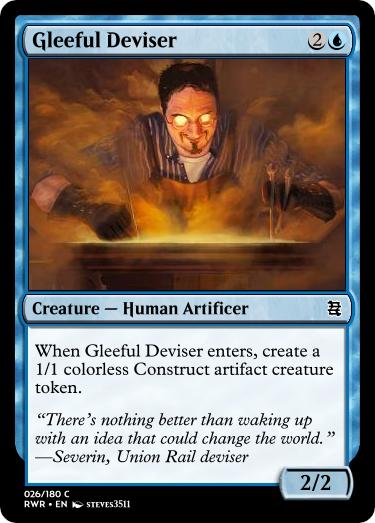 Gleeful Deviser 2
Creature — Human Artificer
When Gleeful Deviser enters, create a
1/1 colorless Construct artifact creature
token.
“There's nothing better than waking up
with an idea that could change the world.”
—Severin, Union Rail deviser
2/2
026/180 C
RWR • EN STEVES3511